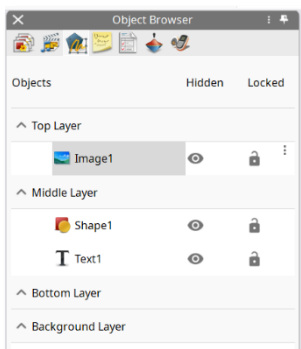 Object Browser
Objects Hidden Locked
Top Layer
Image1
Middle Layer
Shape1
Text1
Bottom Layer
Background Layer